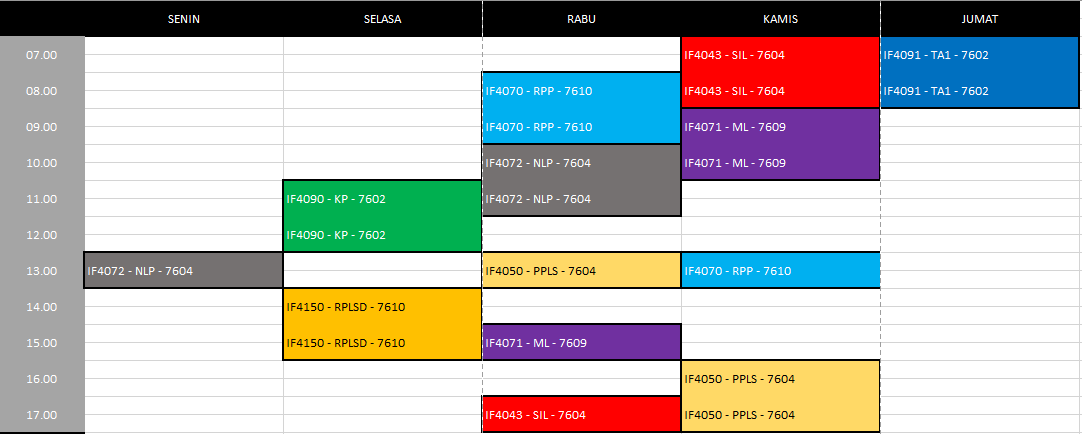 SENIN SELASA RABU KAMIS JUMAT
07.00 IF4043 - SIL - 7604 IF4091 - TA1 - 7602
08.00 IF4070 - RPP - 7610 IF4043 - SIL - 7604 IF4091 - TA1 - 7602
09.00 IF4070 - RPP - 7610 IF4071 - ML - 7609
10.00 IF4072 - NLP - 7604 IF4071 - ML - 7609
11.00 IF4090 - KP - 7602 IF4072 - NLP - 7604
12.00 IF4090 - KP - 7602
13.00 IF4072 - NLP - 7604 IF4050 - PPLS - 7604 IF4070 - RPP - 7610
14.00 IF4150 - RPLSD - 7610
15.00 IF4150 - RPLSD - 7610 IF4071 - ML - 7609
16.00 IF4050 - PPLS - 7604
17.00 IF4043 - SIL - 7604 IF4050 - PPLS - 7604